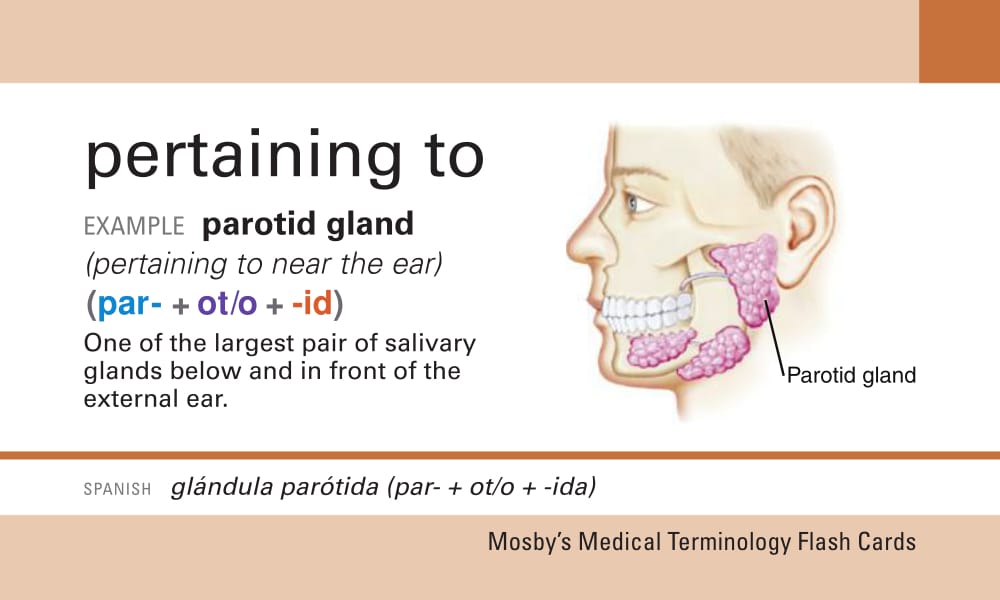 pertaining to
EXAMPLE parotid gland
(pertaining to near the ear)
(par- + ot/o + -id)
One of the largest pair of salivary
glands below and in front of the
external ear.
Parotid gland
SPANISH glándula parótida (par- + ot/o + -ida)
Mosby's Medical Terminology Flash Cards